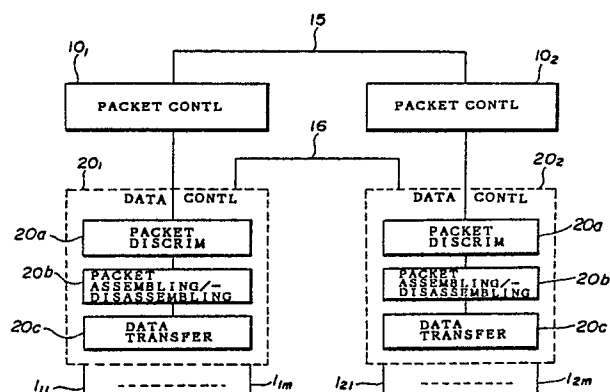 15
10₁
10₂
PACKET CONTL
PACKET CONTL
16
20₁
20₂
DATA CONTL
DATA CONTL
20a
PACKET
DISCRIM
PACKET
DISCRIM
20a
20b
PACKET
ASSEMBLING/-
DISASSEMBLING
PACKET
ASSEMBLING/-
DISASSEMBLING
20b
20c
DATA
TRANSFER
DATA
TRANSFER
20c
l₁₁
l₁ₘ
l₂₁
l₂ₘ